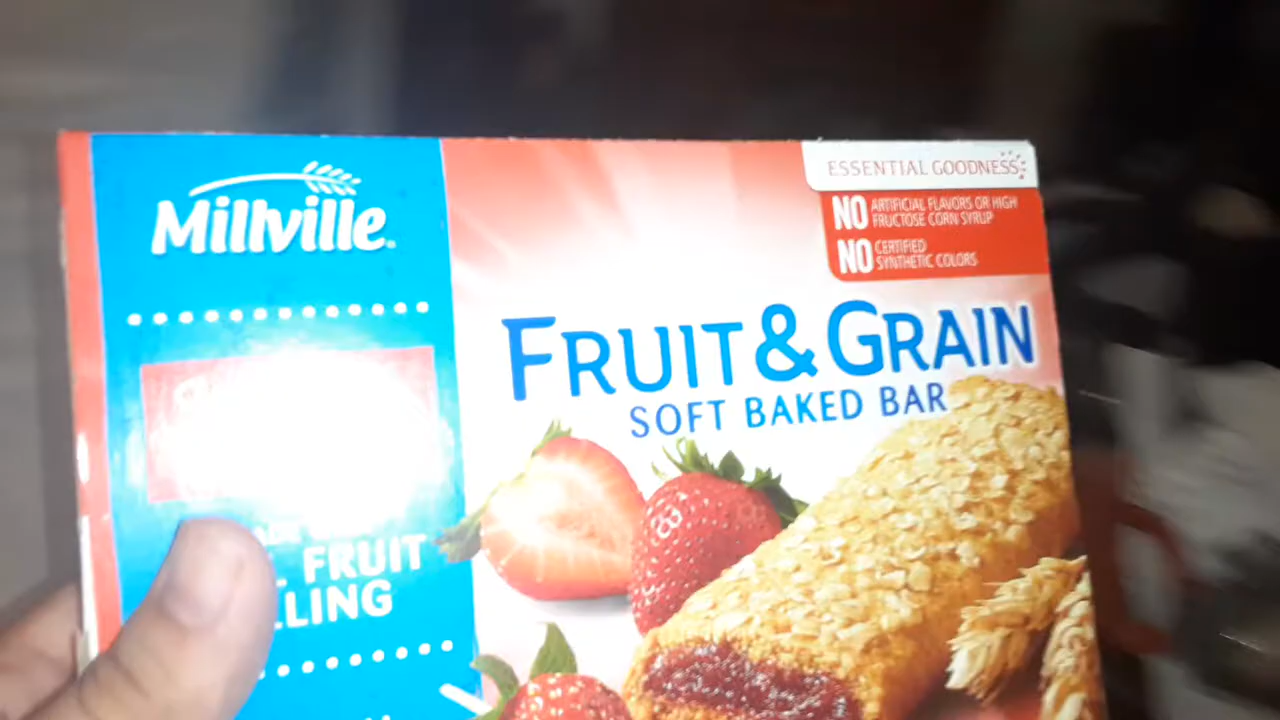 Millville
ESSENTIAL GOODNESS
NO ARTIFICIAL FLAVORS OR HIGH
FRUCTOSE CORN SYRUP
NO CERTIFIED
SYNTHETIC COLORS
FRUIT & GRAIN
SOFT BAKED BAR
FRUIT
LLING